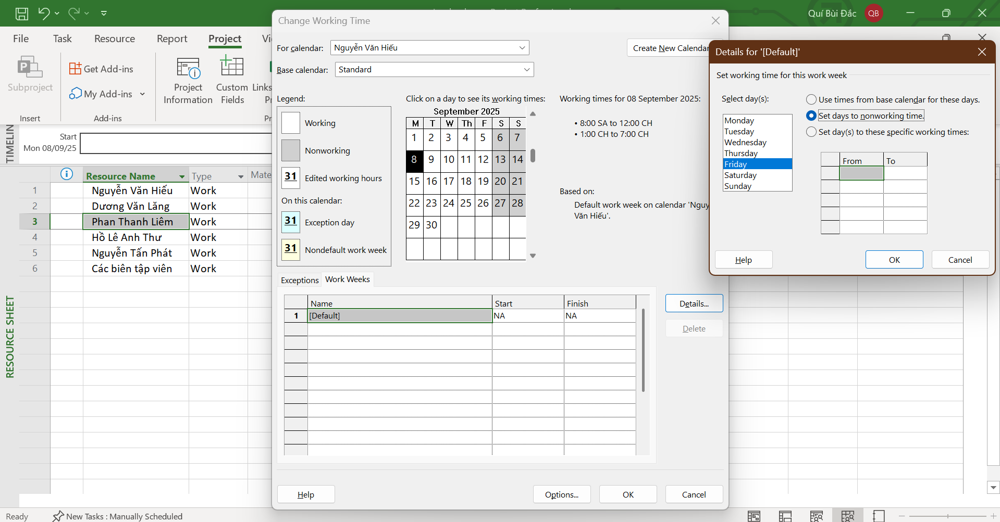 Quí Bùi Đắc
QB
File
Task
Resource
Report
Project
Subproject
Insert
Get Add-ins
My Add-ins
Add-ins
Project
Information
Custom
Fields
Links
TIMELIN
Start
Mon 08/09/25
RESOURCE SHEET
Resource Name
Type
Mate
1 Nguyễn Văn Hiếu Work
2 Dương Văn Lăng Work
3 Phan Thanh Liêm Work
4 Hồ Lê Anh Thư Work
5 Nguyễn Tấn Phát Work
6 Các biên tập viên Work
Ready
New Tasks : Manually Scheduled
Change Working Time
For calendar:
Nguyễn Văn Hiếu
Create New Calendar
Base calendar:
Standard
Legend:
Working
Nonworking
31 Edited working hours
On this calendar:
31 Exception day
31 Nondefault work week
Click on a day to see its working times:
September 2025
M T W Th F S S
1 2 3 4 5 6 7
8 9 10 11 12 13 14
15 16 17 18 19 20 21
22 23 24 25 26 27 28
29 30
Working times for 08 September 2025:
• 8:00 SA to 12:00 CH
• 1:00 CH to 7:00 CH
Based on:
Default work week on calendar 'Nguy
Văn Hiếu'.
Exceptions
Work Weeks
Name Start Finish
1 [Default] NA NA
Details...
Delete
Help
Options...
OK
Cancel
Details for '[Default]'
Set working time for this work week
Select day(s):
Monday
Tuesday
Wednesday
Thursday
Friday
Saturday
Sunday
Use times from base calendar for these days.
Set days to nonworking time.
Set day(s) to these specific working times:
From To
Help
OK
Cancel